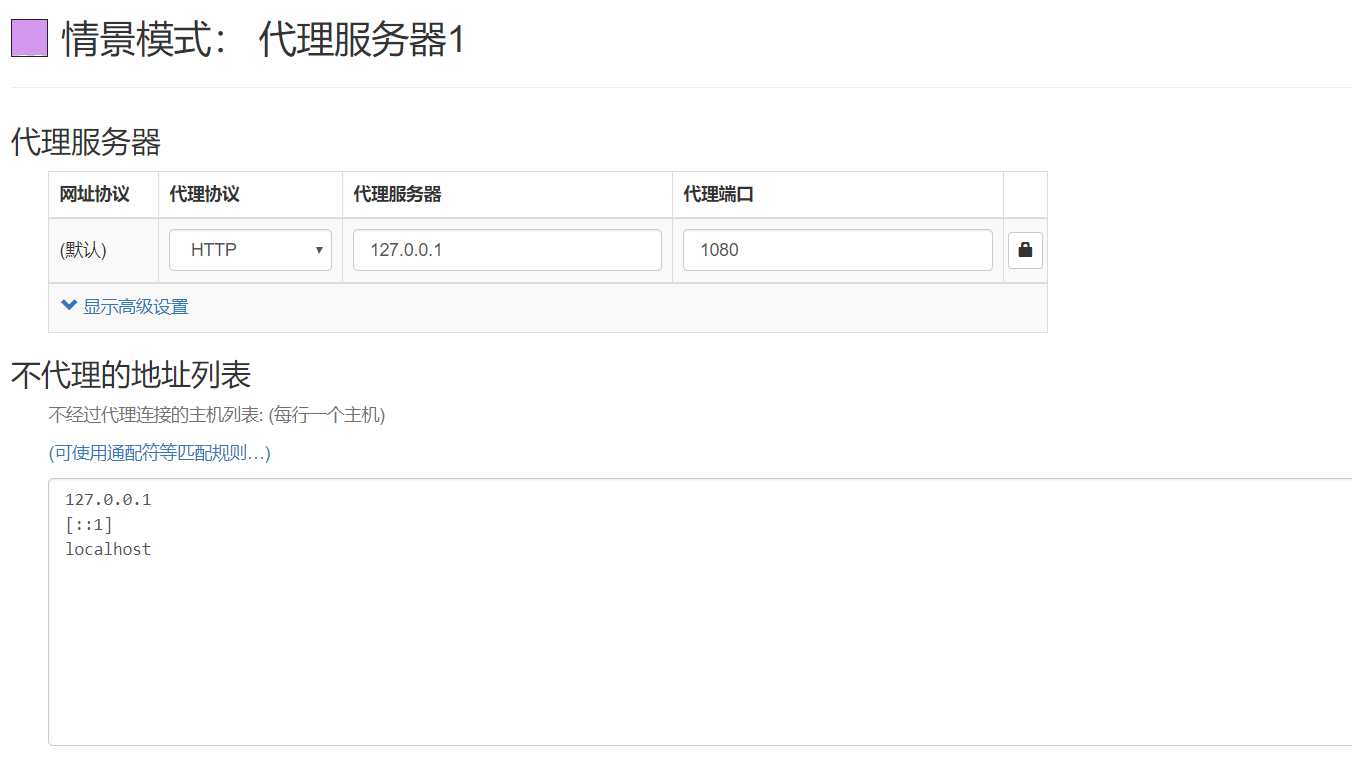 情景模式： 代理服务器1
代理服务器
网址协议 代理协议 代理服务器 代理端口
(默认) HTTP 127.0.0.1 1080
显示高级设置
不代理的地址列表
不经过代理连接的主机列表: (每行一个主机)
(可使用通配符等匹配规则…)
127.0.0.1
[::1]
localhost